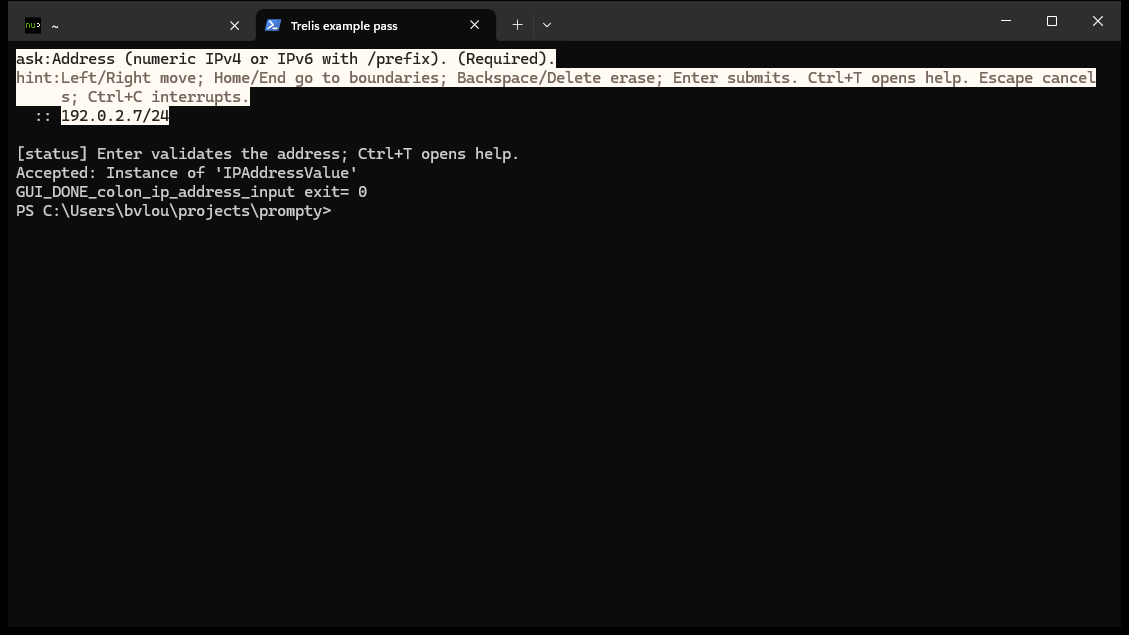 nu> ~
Trelis example pass
ask:Address (numeric IPv4 or IPv6 with /prefix). (Required).
hint:Left/Right move; Home/End go to boundaries; Backspace/Delete erase; Enter submits. Ctrl+T opens help. Escape cancel
s; Ctrl+C interrupts.
:: 192.0.2.7/24
[status] Enter validates the address; Ctrl+T opens help.
Accepted: Instance of 'IPAddressValue'
GUI_DONE_colon_ip_address_input exit= 0
PS C:\Users\bvlou\projects\prompty>